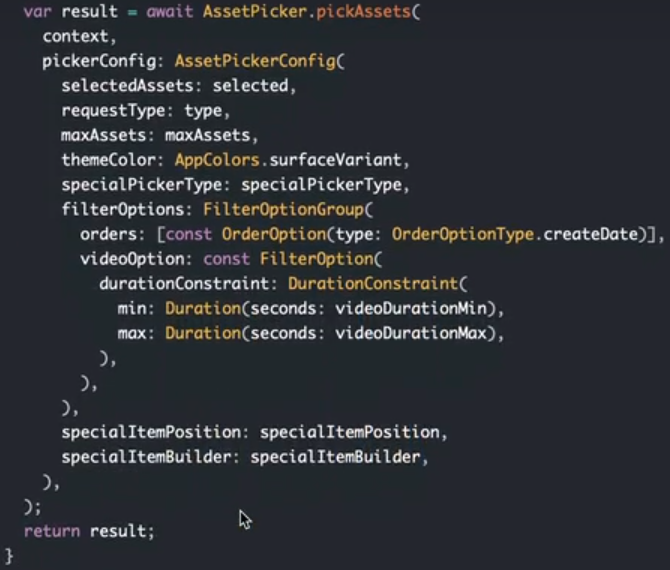 var result = await AssetPicker.pickAssets(
context,
pickerConfig: AssetPickerConfig(
selectedAssets: selected,
requestType: type,
maxAssets: maxAssets,
themeColor: AppColors.surfaceVariant,
specialPickerType: specialPickerType,
filterOptions: FilterOptionGroup(
orders: [const OrderOption(type: OrderOptionType.createDate)],
videoOption: const FilterOption(
durationConstraint: DurationConstraint(
min: Duration(seconds: videoDurationMin),
max: Duration(seconds: videoDurationMax),
),
),
),
specialItemPosition: specialItemPosition,
specialItemBuilder: specialItemBuilder,
),
);
return result;
}